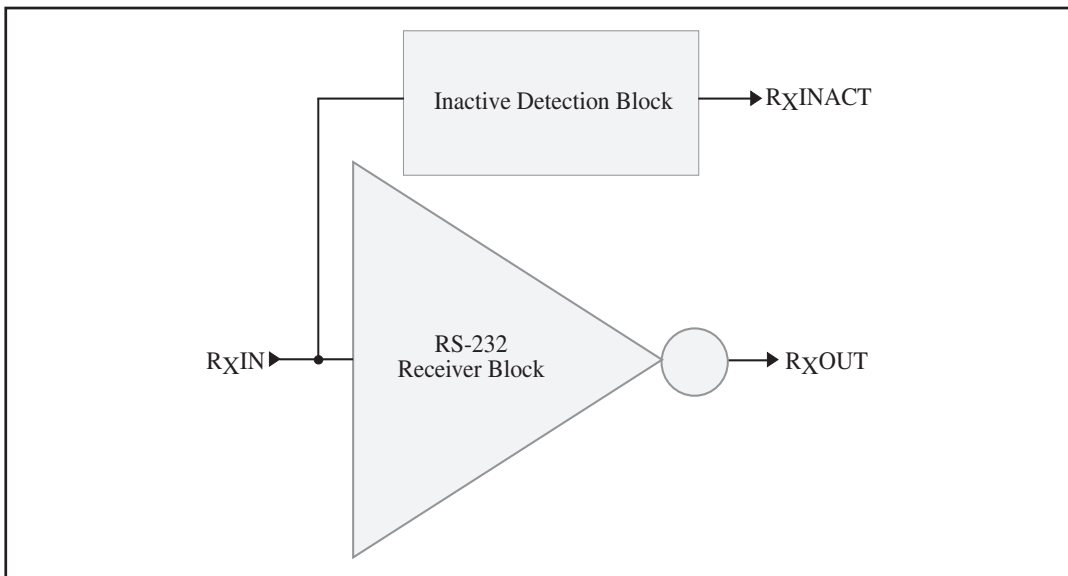 Inactive Detection Block
RXINACT
RXIN
RS-232
Receiver Block
RXOUT